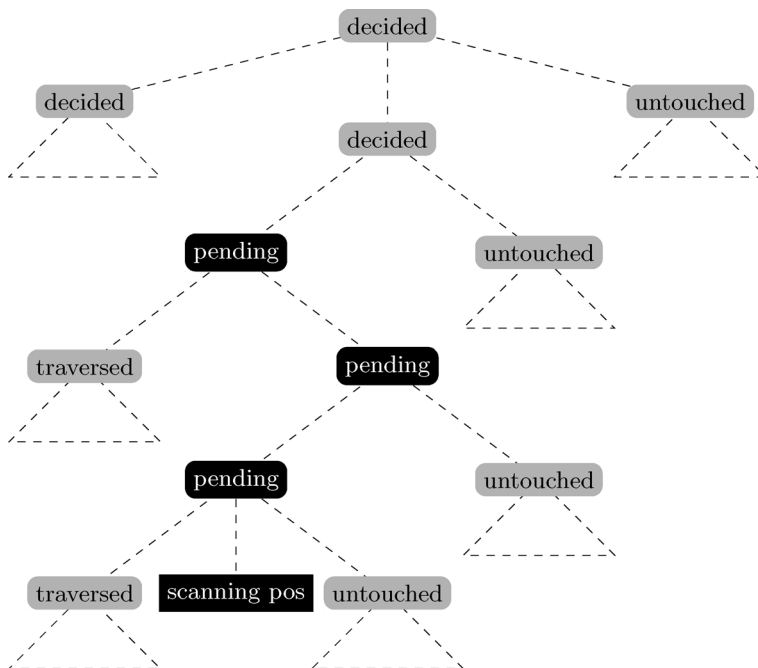 decided
decided
untouched
decided
pending
untouched
traversed
pending
pending
untouched
traversed
scanning pos
untouched